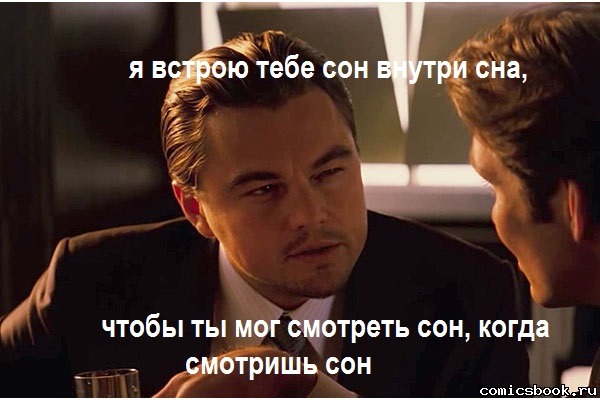 я встрою тебе сон внутри сна,
чтобы ты мог смотреть сон, когда
смотришь сон
comicsbook.ru